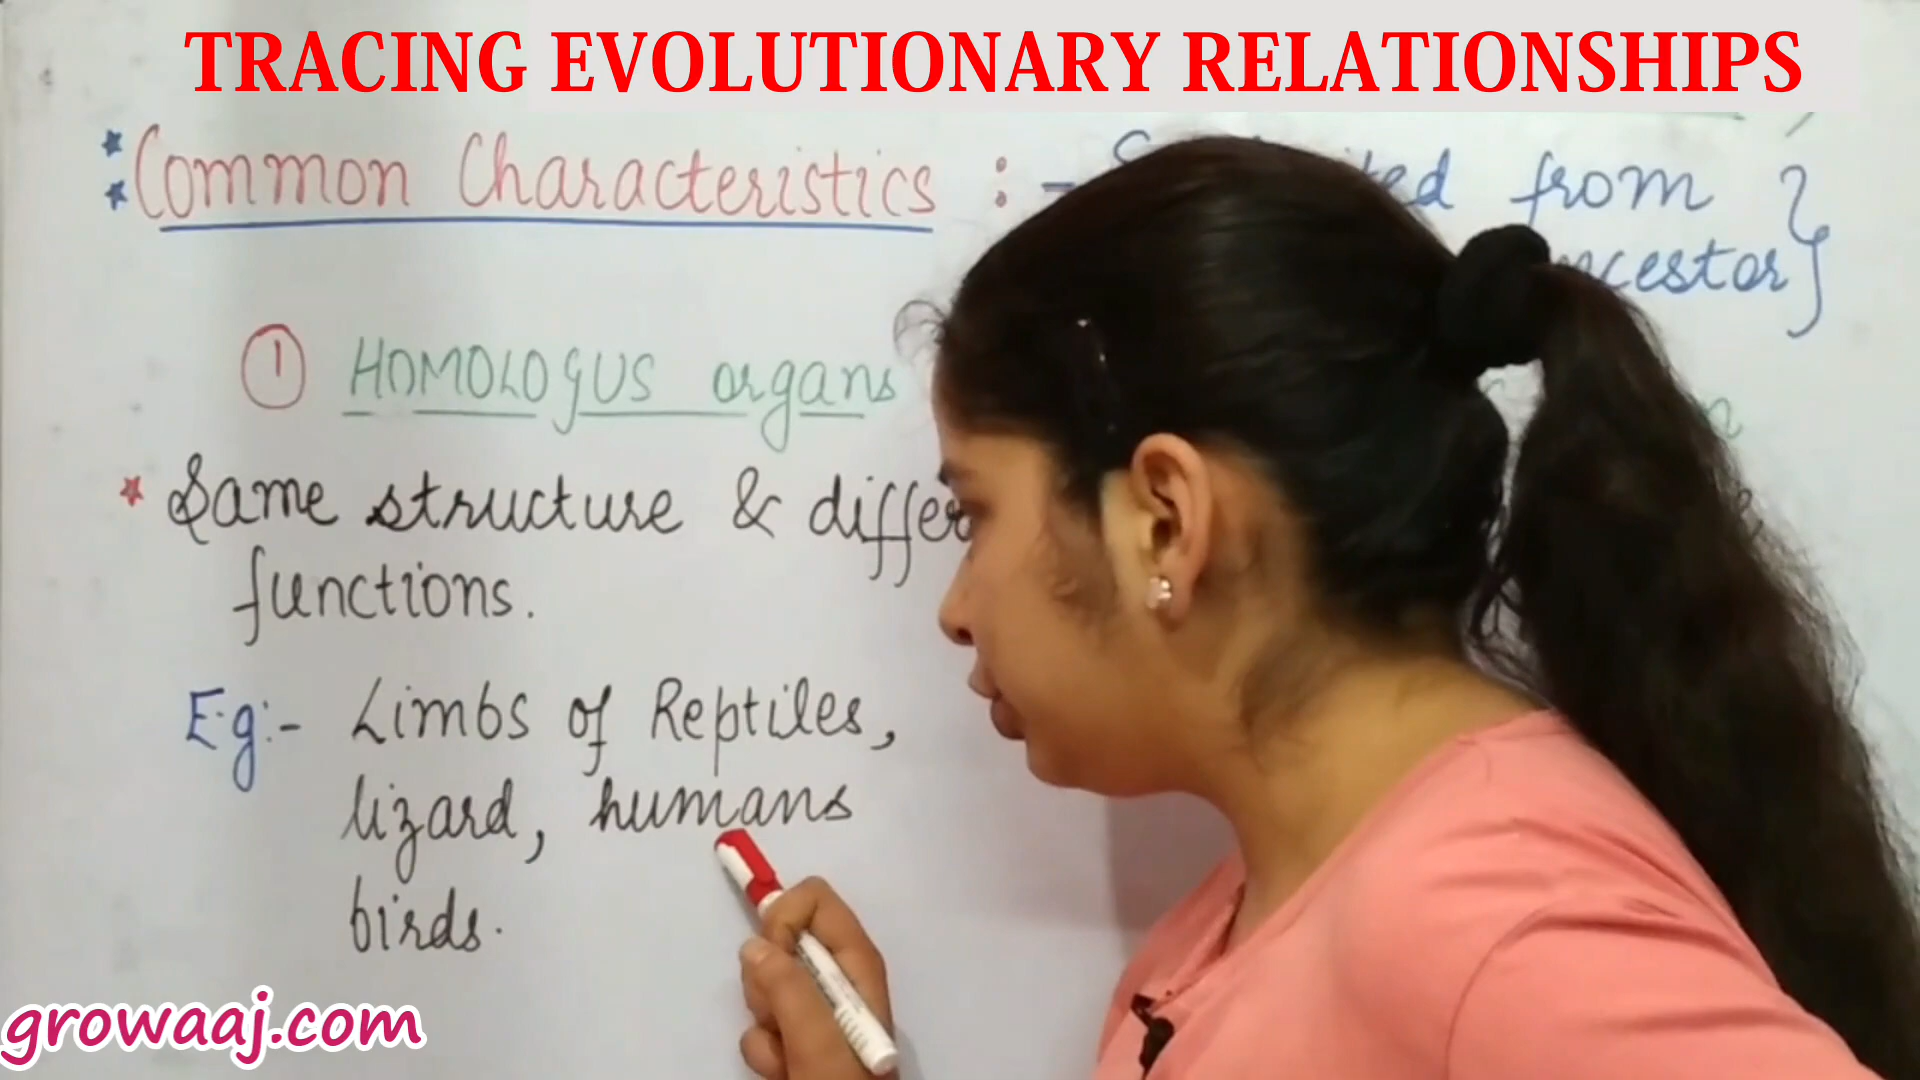 TRACING EVOLUTIONARY RELATIONSHIPS
Common Characteristics :- from
① HOMOLOGUS organs
Same structure &
functions.
E.g:- Limbs of Reptiles,
lizard, humans
birds.
growaaj.com